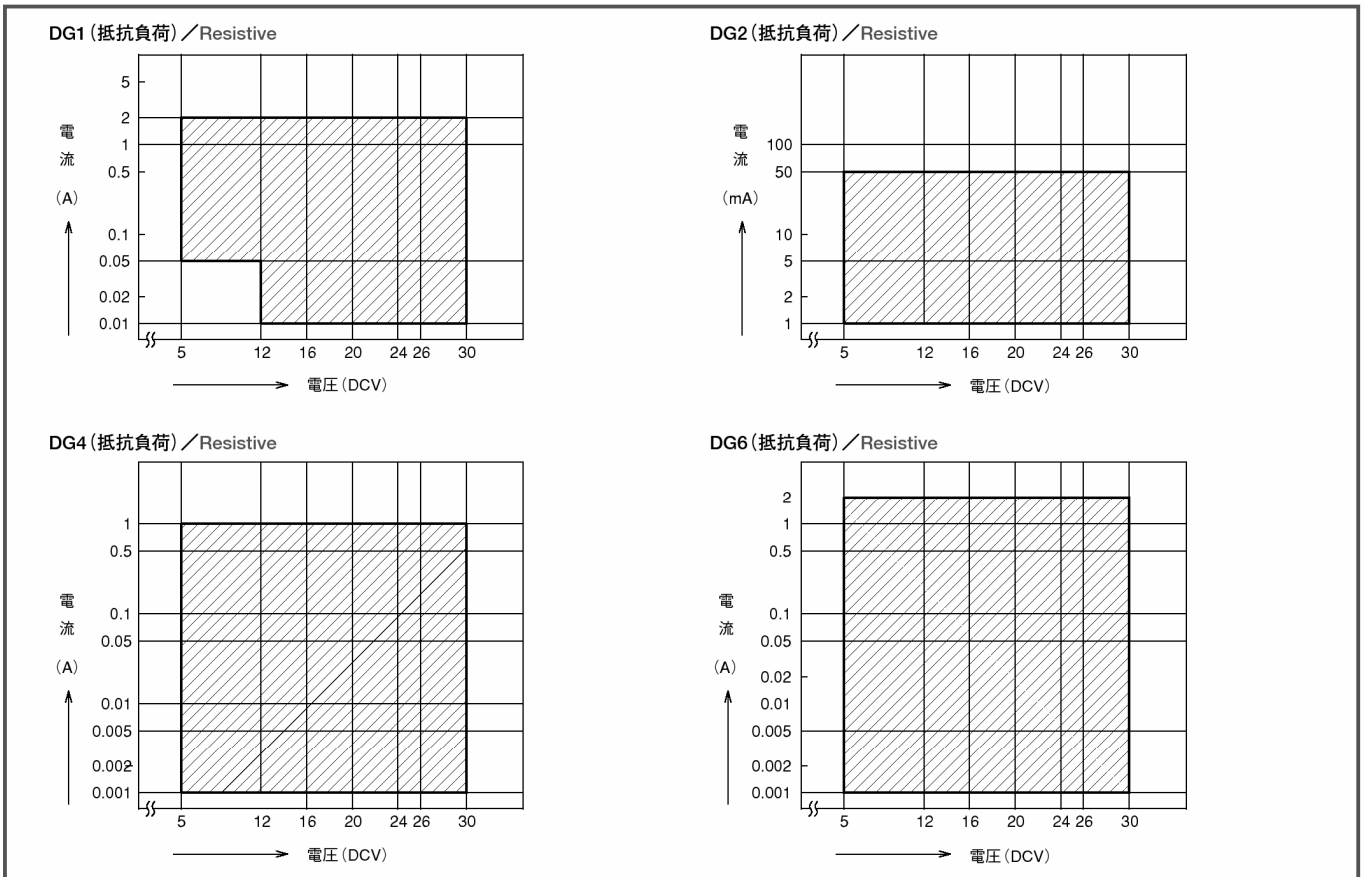 DG1（抵抗負荷）／Resistive
電流（A）
5
2
1
0.5
0.1
0.05
0.02
0.01
5 12 16 20 24 26 30
電圧（DCV）
DG2（抵抗負荷）／Resistive
電流（mA）
100
50
10
5
2
1
5 12 16 20 24 26 30
電圧（DCV）
DG4（抵抗負荷）／Resistive
電流（A）
1
0.5
0.1
0.05
0.01
0.005
0.002
0.001
5 12 16 20 24 26 30
電圧（DCV）
DG6（抵抗負荷）／Resistive
電流（A）
2
1
0.5
0.1
0.05
0.02
0.01
0.005
0.002
0.001
5 12 16 20 24 26 30
電圧（DCV）